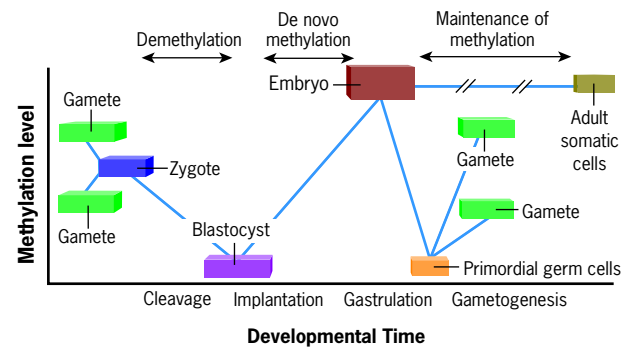 Demethylation
De novo
methylation
Maintenance of
methylation
Methylation level
Gamete
Zygote
Gamete
Blastocyst
Embryo
Adult
somatic
cells
Gamete
Gamete
Primordial germ cells
Cleavage
Implantation
Gastrulation
Gametogenesis
Developmental Time